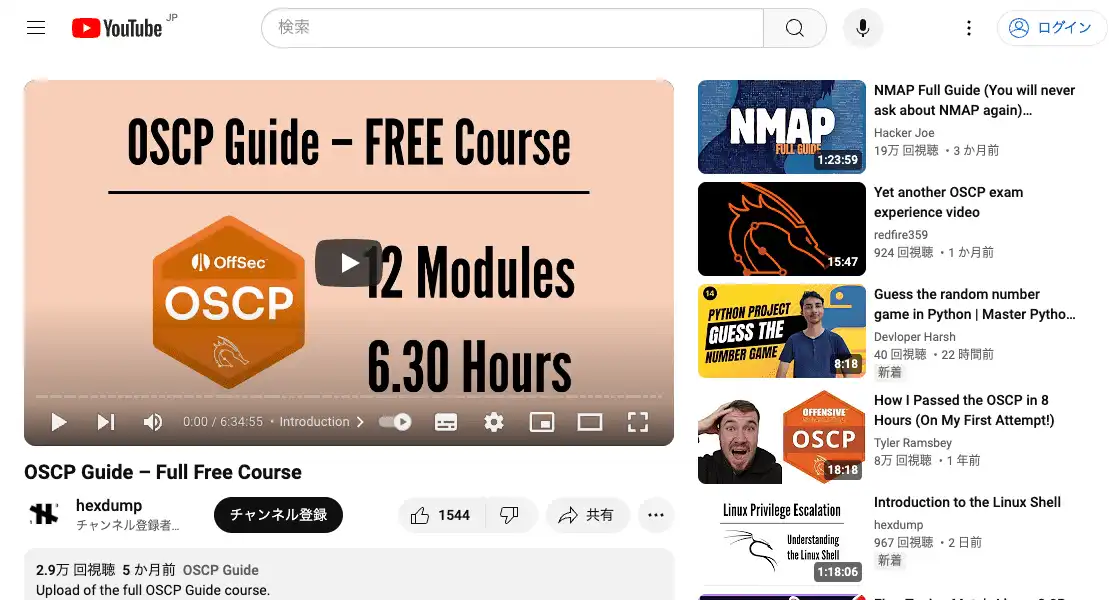 YouTube JP
検索
ログイン
OSCP Guide – FREE Course
OffSec
OSCP
12 Modules
6.30 Hours
0:00 / 6:34:55 • Introduction
OSCP Guide – Full Free Course
hexdump
チャンネル登録者...
チャンネル登録
1544
共有
2.9万 回視聴 5 か月前 OSCP Guide
Upload of the full OSCP Guide course.
NMAP
FULL GUIDE
1:23:59
NMAP Full Guide (You will never
ask about NMAP again)...
Hacker Joe
19万 回視聴 • 3 か月前
15:47
Yet another OSCP exam
experience video
redfire359
924 回視聴 • 1 か月前
14
PYTHON PROJECT
GUESS THE
NUMBER GAME
8:18
Guess the random number
game in Python | Master Pytho...
Devloper Harsh
40 回視聴 • 22 時間前
新着
OFFENSIVE
OSCP
18:18
How I Passed the OSCP in 8
Hours (On My First Attempt!)
Tyler Ramsbey
8万 回視聴 • 1 年前
Linux Privilege Escalation
Understanding
the Linux Shell
1:18:06
Introduction to the Linux Shell
hexdump
967 回視聴 • 2 日前
新着